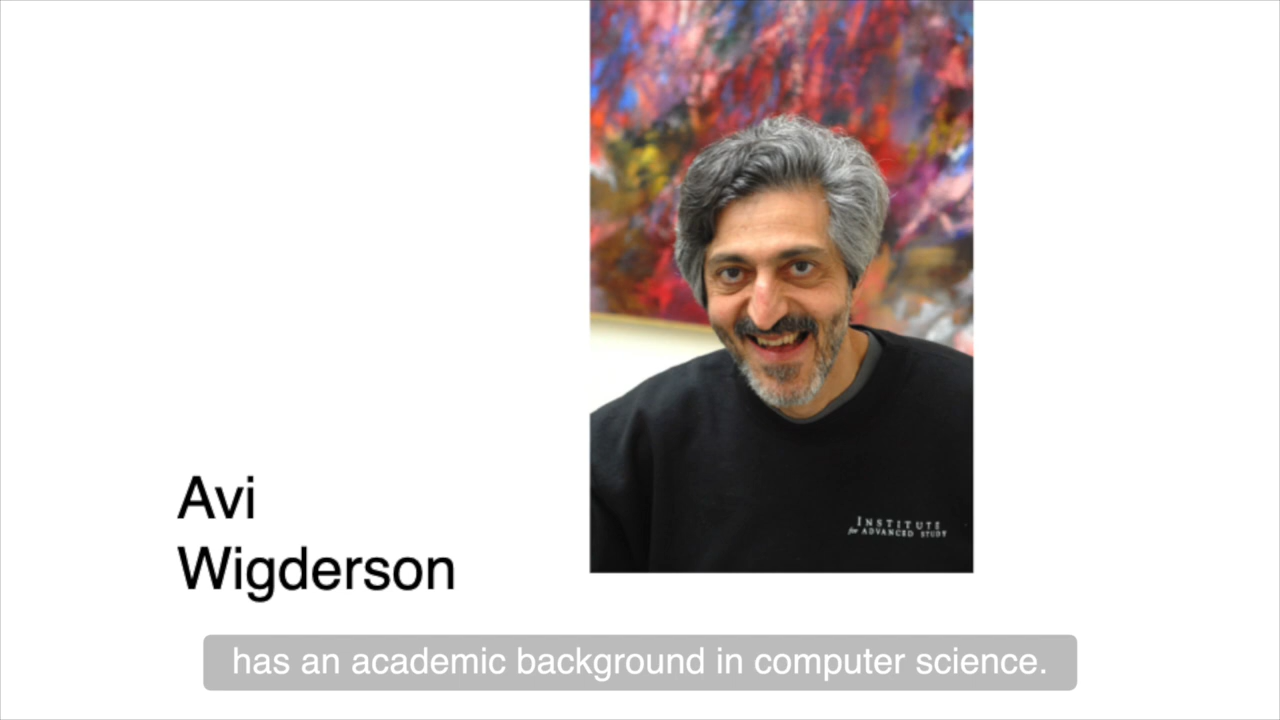 INSTITUTE
for ADVANCED STUDY
Avi
Wigderson
has an academic background in computer science.